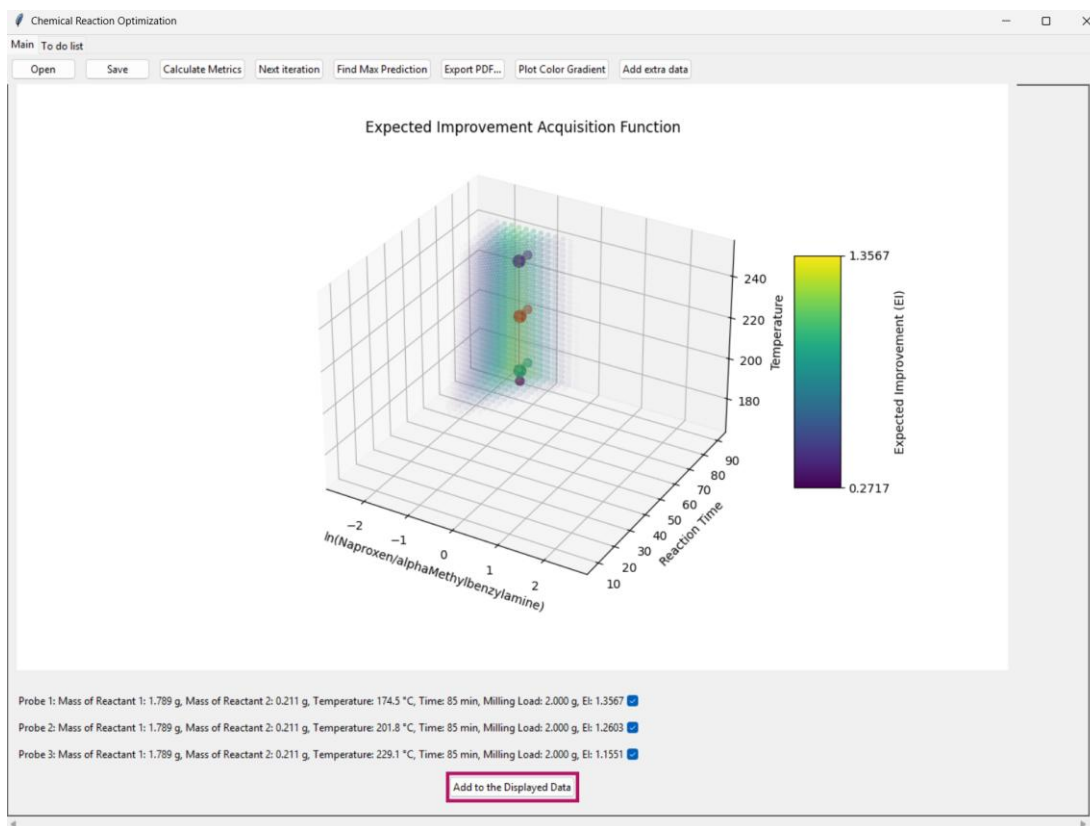 Chemical Reaction Optimization
Main To do list
Open Save Calculate Metrics Next iteration Find Max Prediction Export PDF... Plot Color Gradient Add extra data
Expected Improvement Acquisition Function
240
220
200
180
Temperature
90
80
70
60
50
40
30
20
10
Reaction Time
−2
−1
0
1
2
ln(Naproxen/alphaMethylbenzylamine)
1.3567
0.2717
Expected Improvement (EI)
Probe 1: Mass of Reactant 1: 1.789 g, Mass of Reactant 2: 0.211 g, Temperature: 174.5 °C, Time: 85 min, Milling Load: 2.000 g, EI: 1.3567
Probe 2: Mass of Reactant 1: 1.789 g, Mass of Reactant 2: 0.211 g, Temperature: 201.8 °C, Time: 85 min, Milling Load: 2.000 g, EI: 1.2603
Probe 3: Mass of Reactant 1: 1.789 g, Mass of Reactant 2: 0.211 g, Temperature: 229.1 °C, Time: 85 min, Milling Load: 2.000 g, EI: 1.1551
Add to the Displayed Data